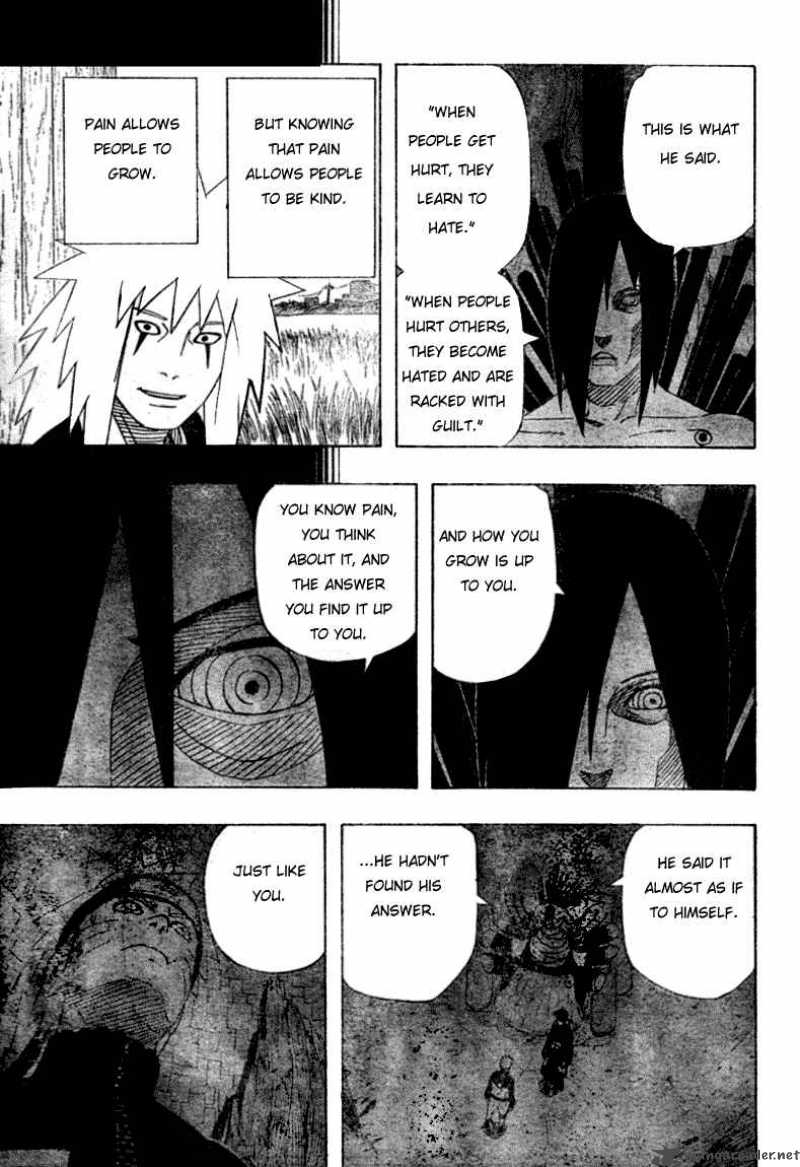 THIS IS WHAT
HE SAID.
"WHEN
PEOPLE GET
HURT, THEY
LEARN TO
HATE."
"WHEN PEOPLE
HURT OTHERS,
THEY BECOME
HATED AND ARE
RACKED WITH
GUILT."
BUT KNOWING
THAT PAIN
ALLOWS PEOPLE
TO BE KIND.
PAIN ALLOWS
PEOPLE TO
GROW.
AND HOW YOU
GROW IS UP
TO YOU.
YOU KNOW PAIN,
YOU THINK
ABOUT IT, AND
THE ANSWER
YOU FIND IT UP
TO YOU.
HE SAID IT
ALMOST AS IF
TO HIMSELF.
...HE HADN'T
FOUND HIS
ANSWER.
JUST LIKE
YOU.